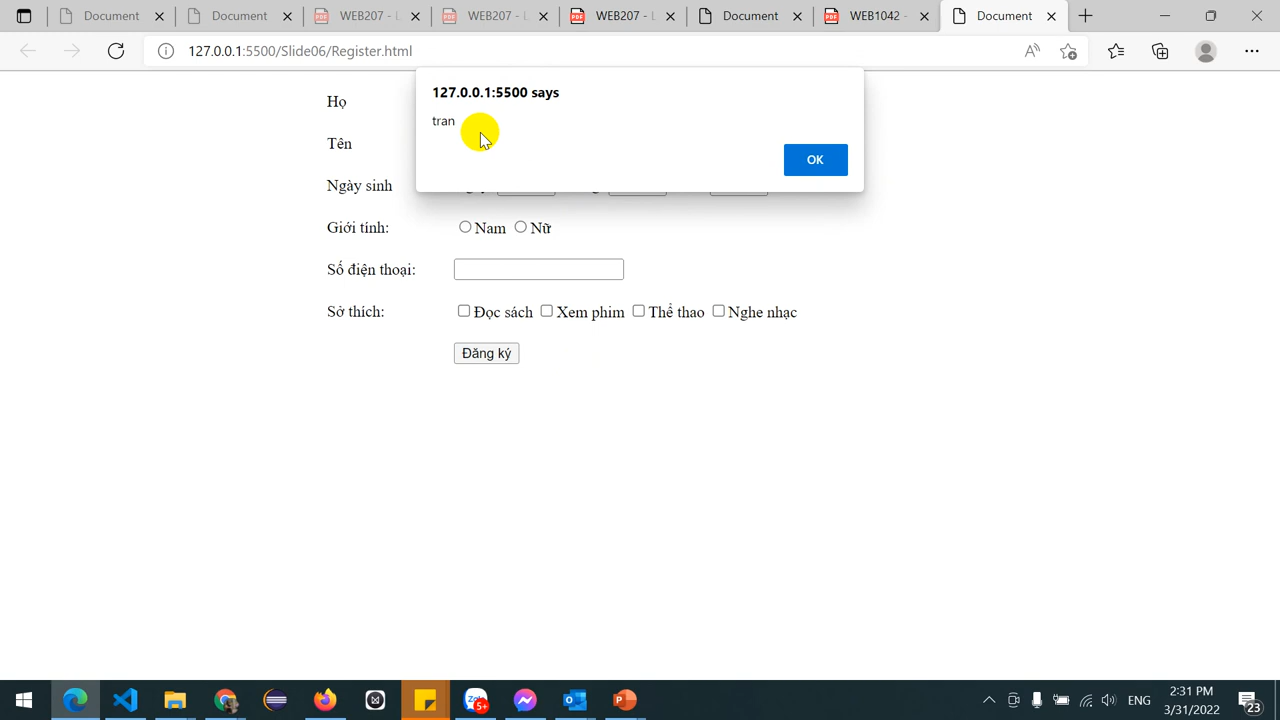 Document
Document
WEB207 - L
WEB207 - L
WEB207 - L
Document
WEB1042 -
Document
127.0.0.1:5500/Slide06/Register.html
127.0.0.1:5500 says
tran
OK
Họ
Tên
Ngày sinh
Giới tính:
Nam
Nữ
Số điện thoại:
Sở thích:
Đọc sách
Xem phim
Thể thao
Nghe nhạc
Đăng ký
5+
ENG
2:31 PM
3/31/2022
23